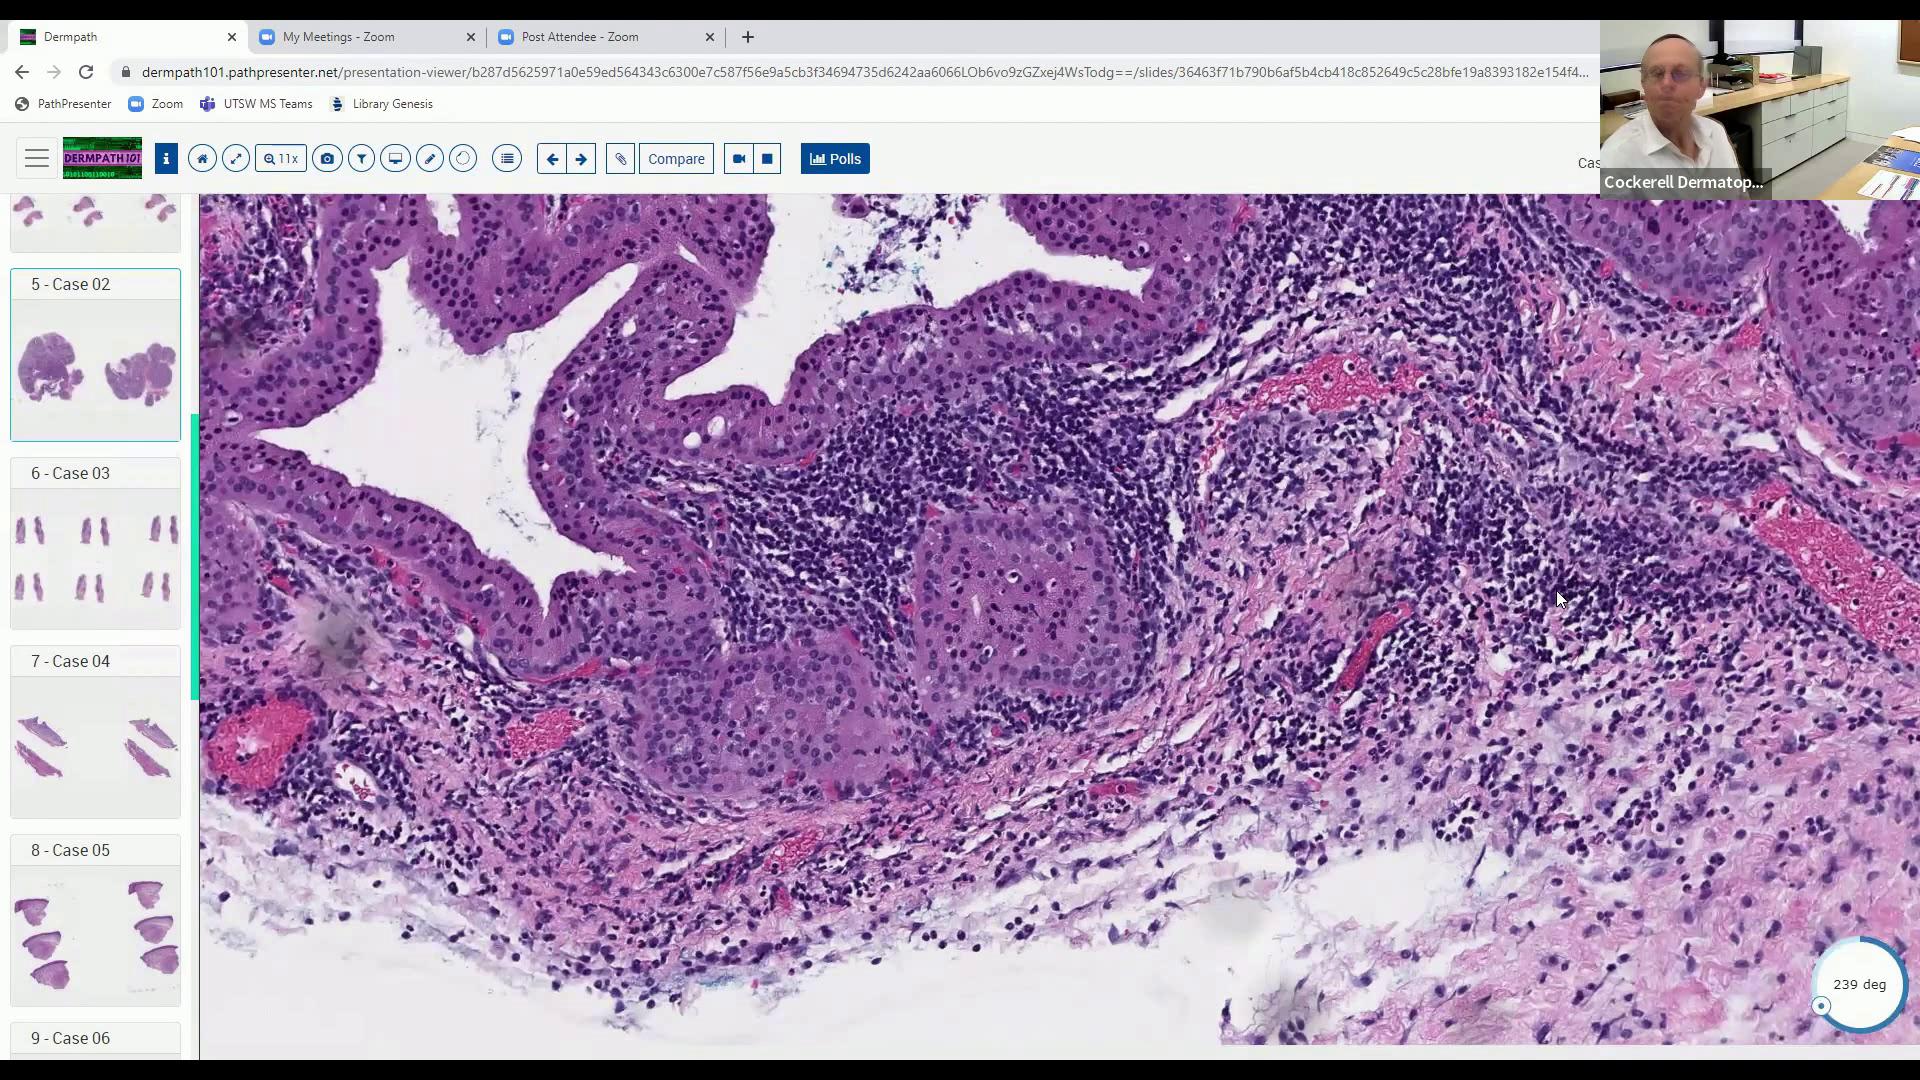 Dermpath
My Meetings - Zoom
Post Attendee - Zoom
dermpath101.pathpresenter.net/presentation-viewer/b287d5625971a0e59ed564343c6300e7c587f56e9a5cb3f34694735d6242aa6066LOb6vo9zGZxej4WsTodg==/slides/36463f71b790b6af5b4cb418c852649c5c28bfe19a8393182e154f4...
PathPresenter
Zoom
UTSW MS Teams
Library Genesis
DERMPATH 101
11x
Compare
Polls
Cas
Cockerell Dermatop...
5 - Case 02
6 - Case 03
7 - Case 04
8 - Case 05
9 - Case 06
239 deg